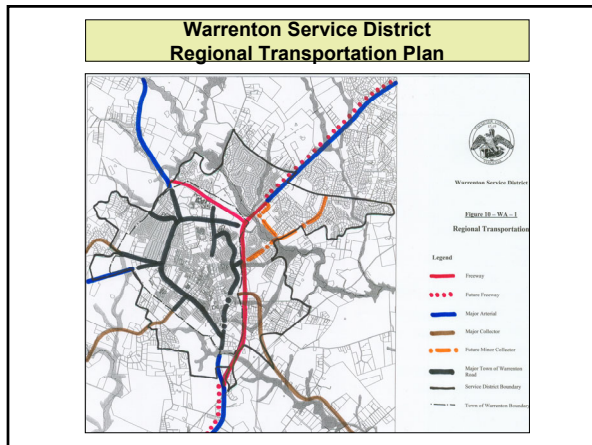 Warrenton Service District
Regional Transportation Plan
Warrenton Service District
Figure 10 – WA – 1
Regional Transportation
Legend
Freeway
Future Freeway
Major Arterial
Major Collector
Future Minor Collector
Major Town of Warrenton
Road
Service District Boundary
Town of Warrenton Boundary